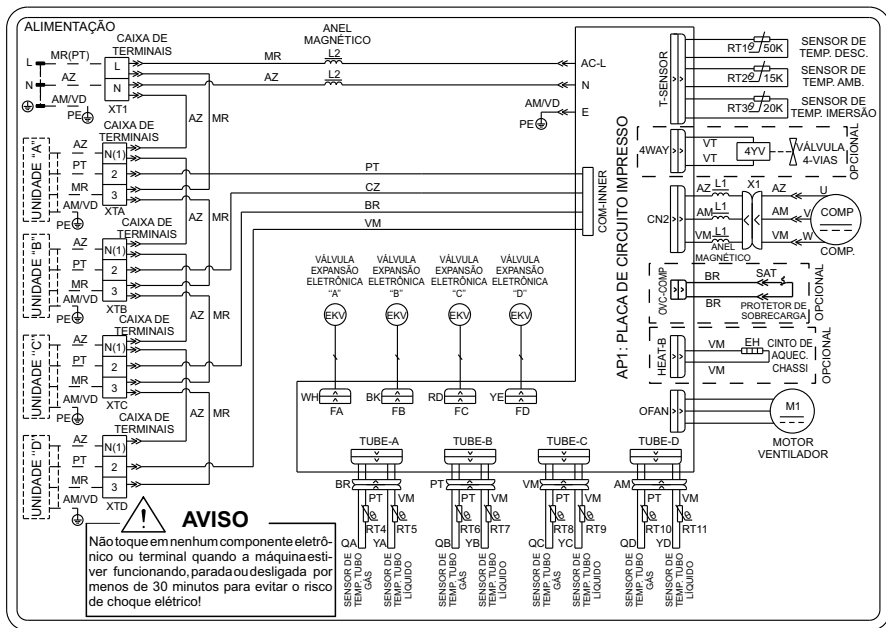 ALIMENTAÇÃO
CAIXA DE
TERMINAIS
L
MR(PT)
L
N
AZ
N
AM/VD
PE
XT1
MR
AZ
ANEL
MAGNÉTICO
L2
L2
AC-L
N
AM/VD
E
PE
AZ
MR
CAIXA DE
TERMINAIS
UNIDADE "A"
AZ
N(1)
PT
2
MR
3
AM/VD
PE
XTA
AZ
MR
CAIXA DE
TERMINAIS
UNIDADE "B"
AZ
N(1)
PT
2
MR
3
AM/VD
PE
XTB
AZ
MR
CAIXA DE
TERMINAIS
UNIDADE "C"
AZ
N(1)
PT
2
MR
3
AM/VD
PE
XTC
AZ
MR
CAIXA DE
TERMINAIS
UNIDADE "D"
AZ
N(1)
PT
2
MR
3
AM/VD
XTD
PT
CZ
BR
VM
COM-INNER
AP1: PLACA DE CIRCUITO IMPRESSO
VÁLVULA
EXPANSÃO
ELETRÔNICA
"A"
EKV
WH
FA
VÁLVULA
EXPANSÃO
ELETRÔNICA
"B"
EKV
BK
FB
VÁLVULA
EXPANSÃO
ELETRÔNICA
"C"
EKV
RD
FC
VÁLVULA
EXPANSÃO
ELETRÔNICA
"D"
EKV
YE
FD
T-SENSOR
RT1
50K
SENSOR DE
TEMP. DESC.
RT2
15K
SENSOR DE
TEMP. AMB.
RT3
20K
SENSOR DE
TEMP. IMERSÃO
4WAY
VT
VT
4YV
VÁLVULA
4-VIAS
OPCIONAL
CN2
AZ
L1
X1
AZ
U
AM
L1
AM
V
VM
L1
VM
W
ANEL
MAGNÉTICO
COMP
COMP.
OVC-COMP
BR
SAT
BR
PROTETOR DE
SOBRECARGA
OPCIONAL
HEAT-B
VM
EH
VM
CINTO DE
AQUEC.
CHASSI
OPCIONAL
OFAN
M1
MOTOR
VENTILADOR
TUBE-A
BR
PT
VM
RT4
RT5
QA
YA
SENSOR DE
TEMP. TUBO
GÁS
SENSOR DE
TEMP. TUBO
LÍQUIDO
TUBE-B
PT
PT
VM
RT6
RT7
QB
YB
SENSOR DE
TEMP. TUBO
GÁS
SENSOR DE
TEMP. TUBO
LÍQUIDO
TUBE-C
VM
PT
VM
RT8
RT9
QC
YC
SENSOR DE
TEMP. TUBO
GÁS
SENSOR DE
TEMP. TUBO
LÍQUIDO
TUBE-D
AM
PT
VM
RT10
RT11
QD
YD
SENSOR DE
TEMP. TUBO
GÁS
SENSOR DE
TEMP. TUBO
LÍQUIDO
! AVISO
Não toque em nenhum componente eletrô-
nico ou terminal quando a máquina esti-
ver funcionando, parada ou desligada por
menos de 30 minutos para evitar o risco
de choque elétrico!